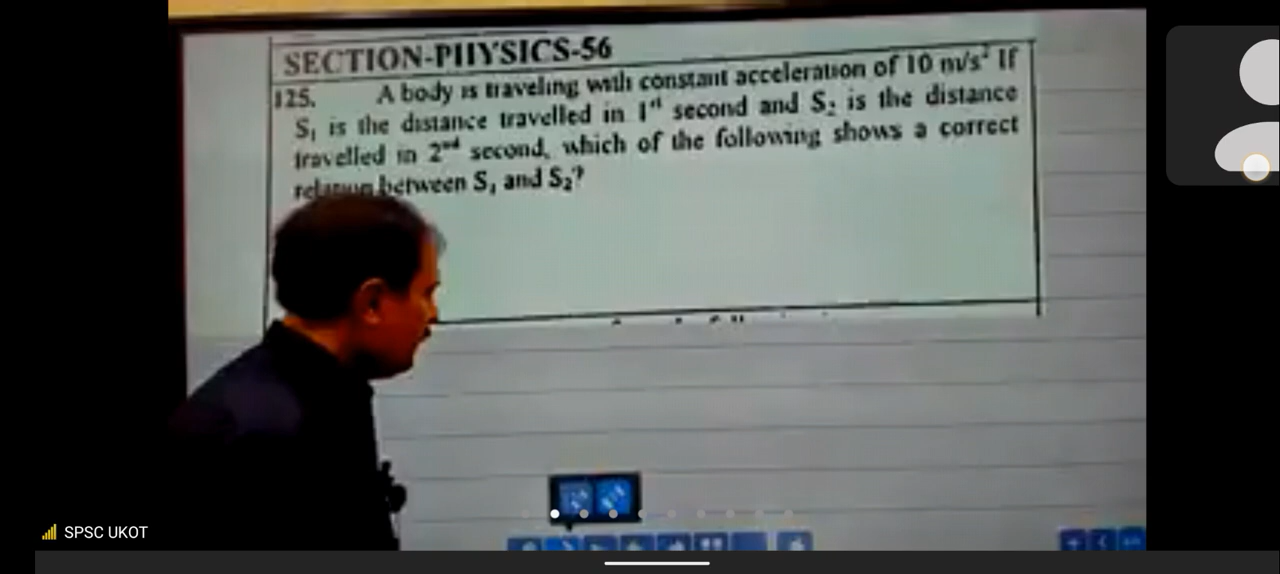 SECTION-PHYSICS-56
125. A body is traveling with constant acceleration of 10 m/s² If
S₁ is the distance travelled in 1ˢᵗ second and S₂ is the distance
travelled in 2ⁿᵈ second, which of the following shows a correct
relation between S₁ and S₂?
SPSC UKOT